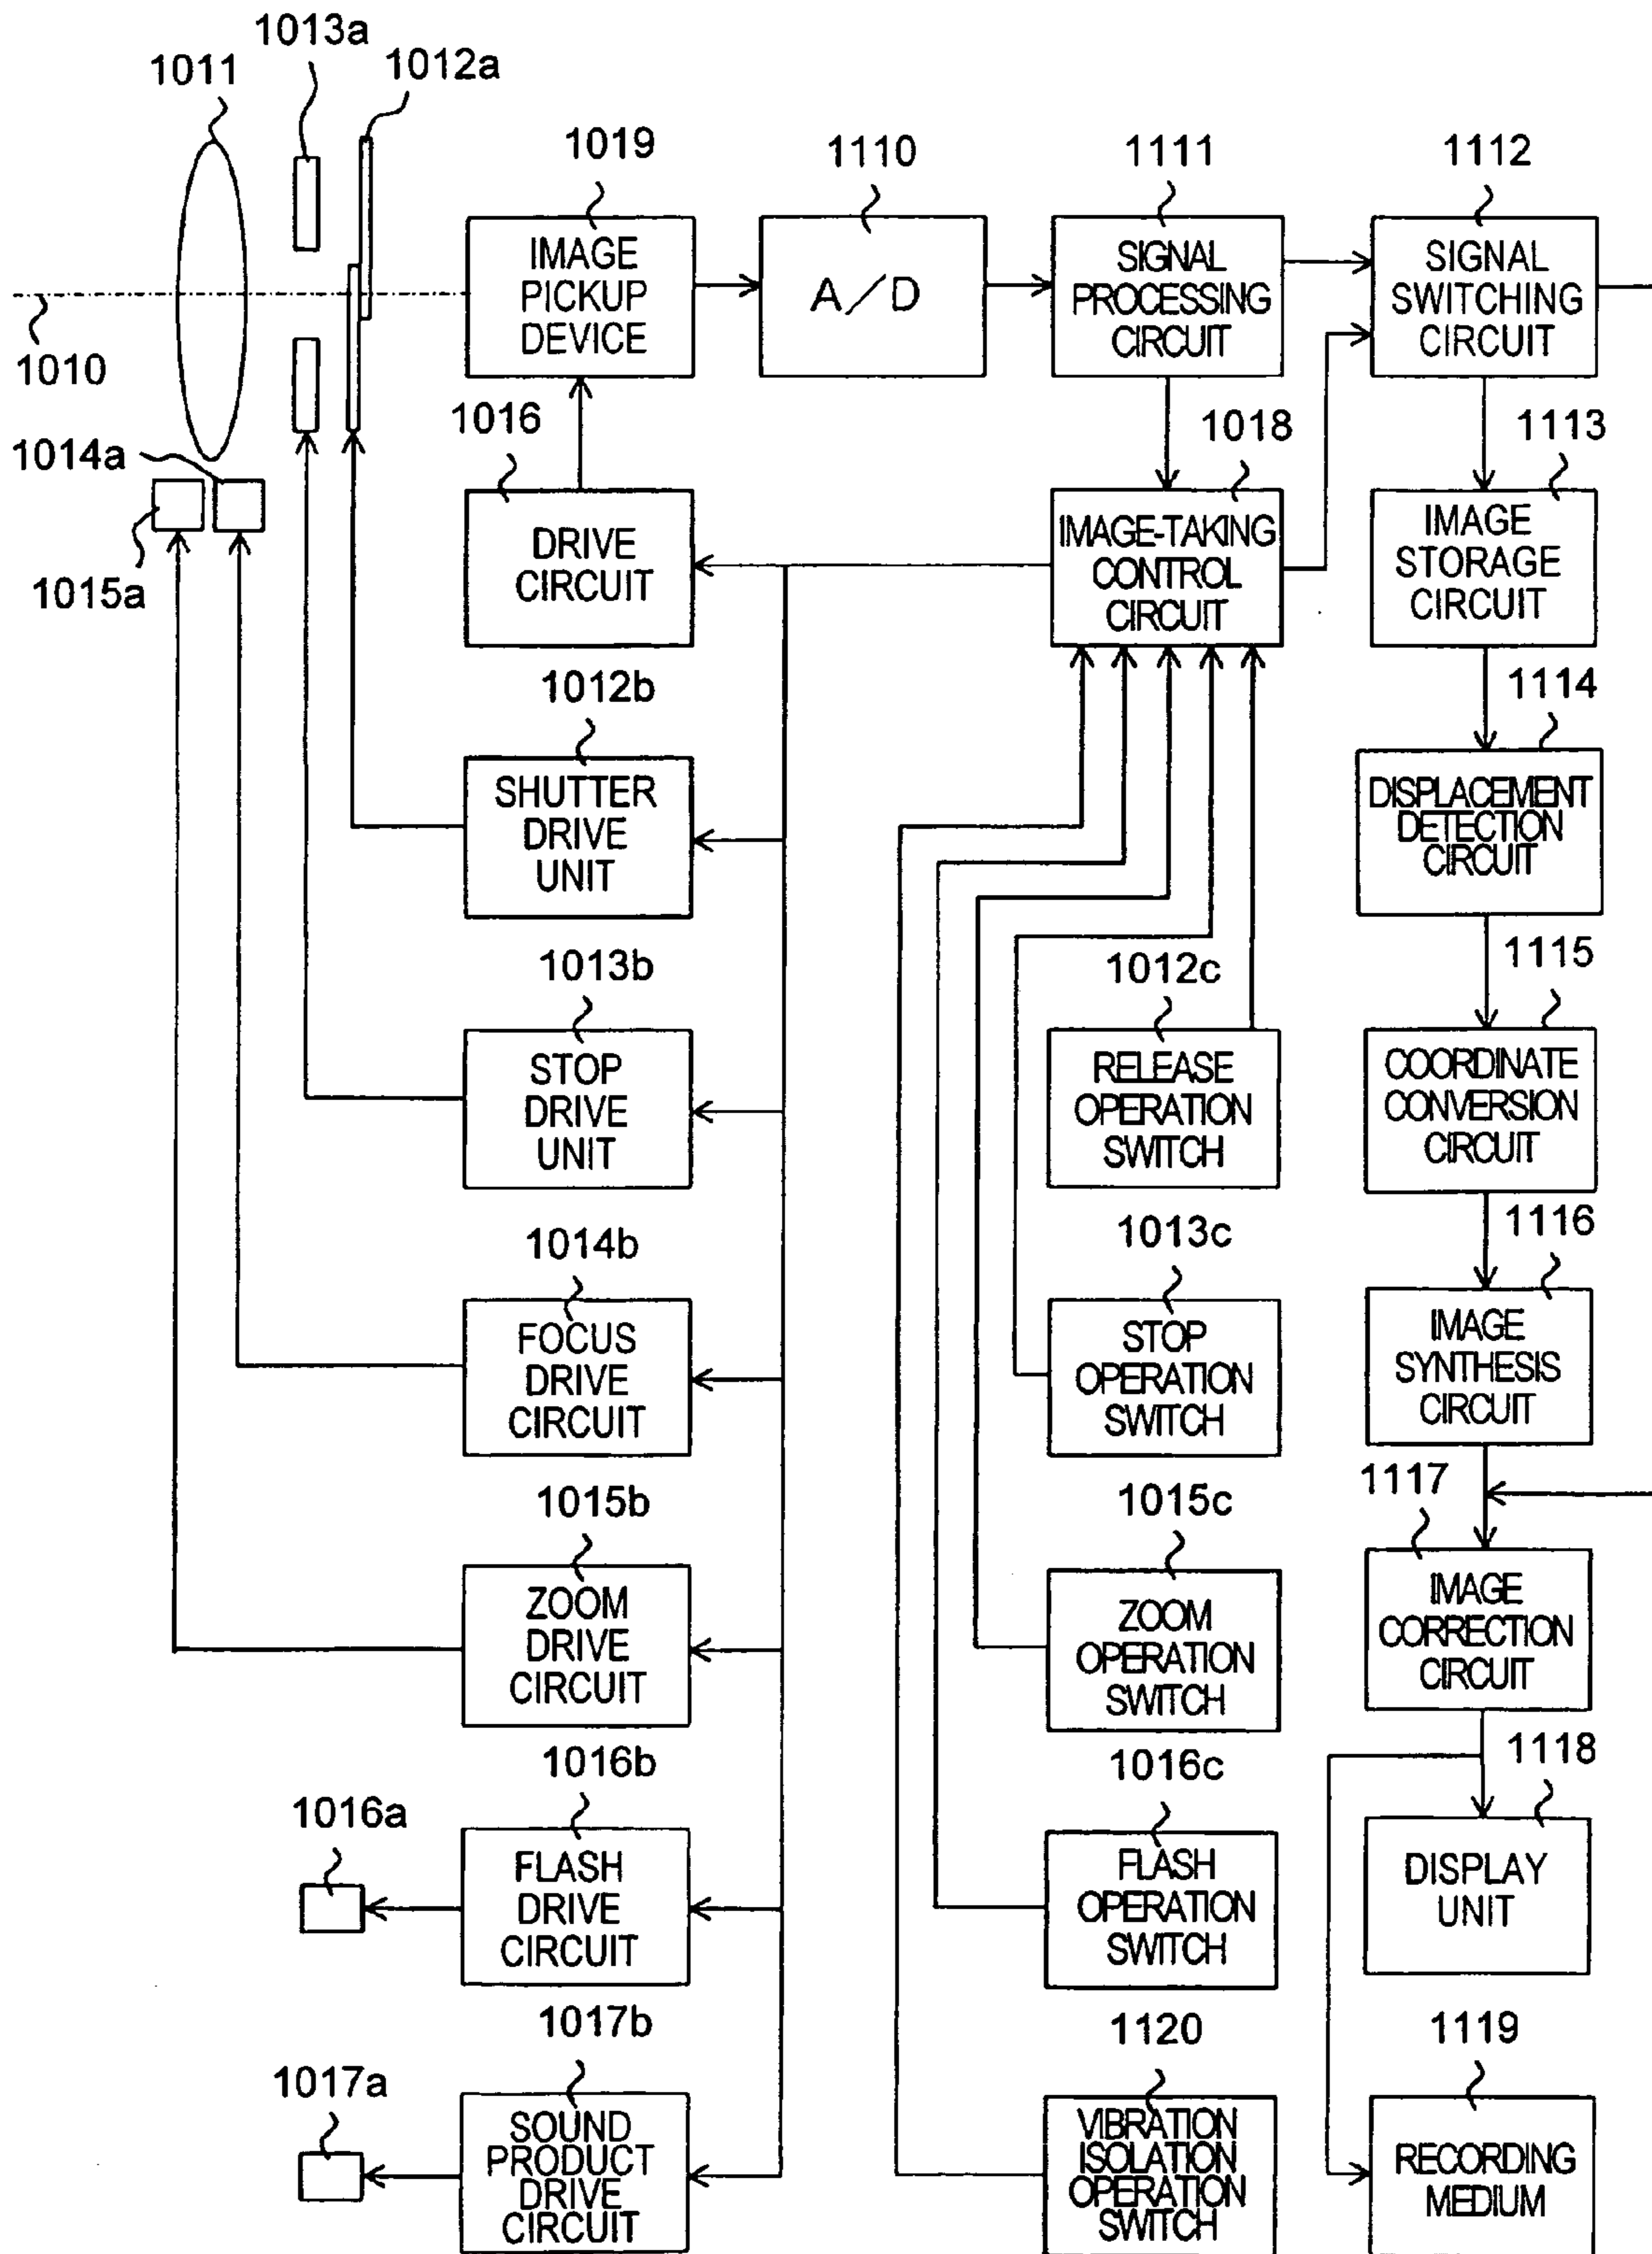 1013a
1011
1012a
1019
1110
1111
1112
IMAGE
PICKUP
DEVICE
A/D
SIGNAL
PROCESSING
CIRCUIT
SIGNAL
SWITCHING
CIRCUIT
1010
1016
1018
1113
1014a
1015a
DRIVE
CIRCUIT
IMAGE-TAKING
CONTROL
CIRCUIT
IMAGE
STORAGE
CIRCUIT
1012b
1114
SHUTTER
DRIVE
UNIT
DISPLACEMENT
DETECTION
CIRCUIT
1013b
1012c
1115
STOP
DRIVE
UNIT
RELEASE
OPERATION
SWITCH
COORDINATE
CONVERSION
CIRCUIT
1014b
1013c
1116
FOCUS
DRIVE
CIRCUIT
STOP
OPERATION
SWITCH
IMAGE
SYNTHESIS
CIRCUIT
1015b
1015c
1117
ZOOM
DRIVE
CIRCUIT
ZOOM
OPERATION
SWITCH
IMAGE
CORRECTION
CIRCUIT
1016b
1016c
1118
1016a
FLASH
DRIVE
CIRCUIT
FLASH
OPERATION
SWITCH
DISPLAY
UNIT
1017b
1120
1119
1017a
SOUND
PRODUCT
DRIVE
CIRCUIT
VIBRATION
ISOLATION
OPERATION
SWITCH
RECORDING
MEDIUM